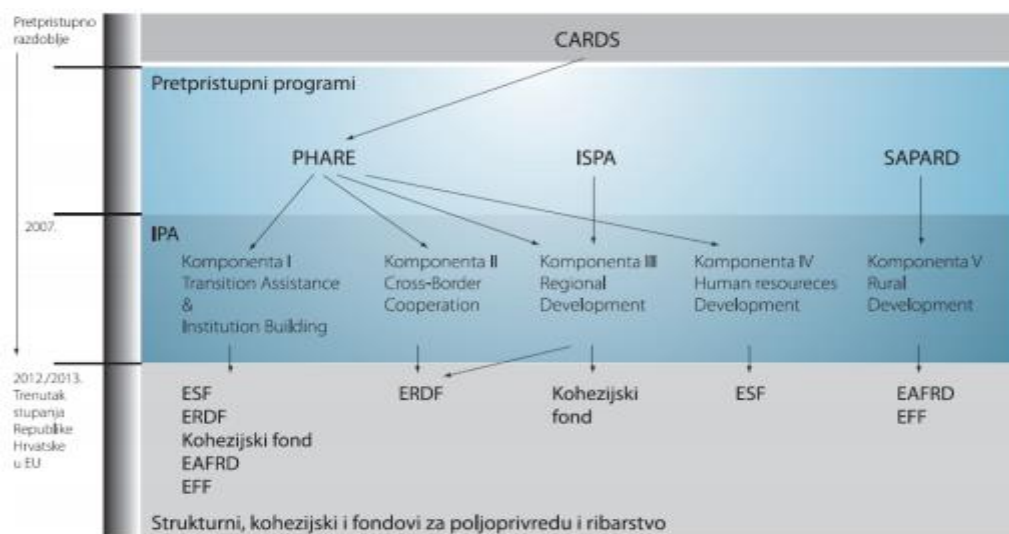 Pretpristupno
razdoblje
CARDS
Pretpristupni programi
PHARE
ISPA
SAPARD
2007.
IPA
Komponenta I
Transition Assistance
&
Institution Building
Komponenta II
Cross-Border
Cooperation
Komponenta III
Regional
Development
Komponenta IV
Human resoureces
Development
Komponenta V
Rural
Development
2012./2013.
Trenutak
stupanja
Republike
Hrvatske
u EU
ESF
ERDF
Kohezijski fond
EAFRD
EFF
ERDF
Kohezijski
fond
ESF
EAFRD
EFF
Strukturni, kohezijski i fondovi za poljoprivredu i ribarstvo